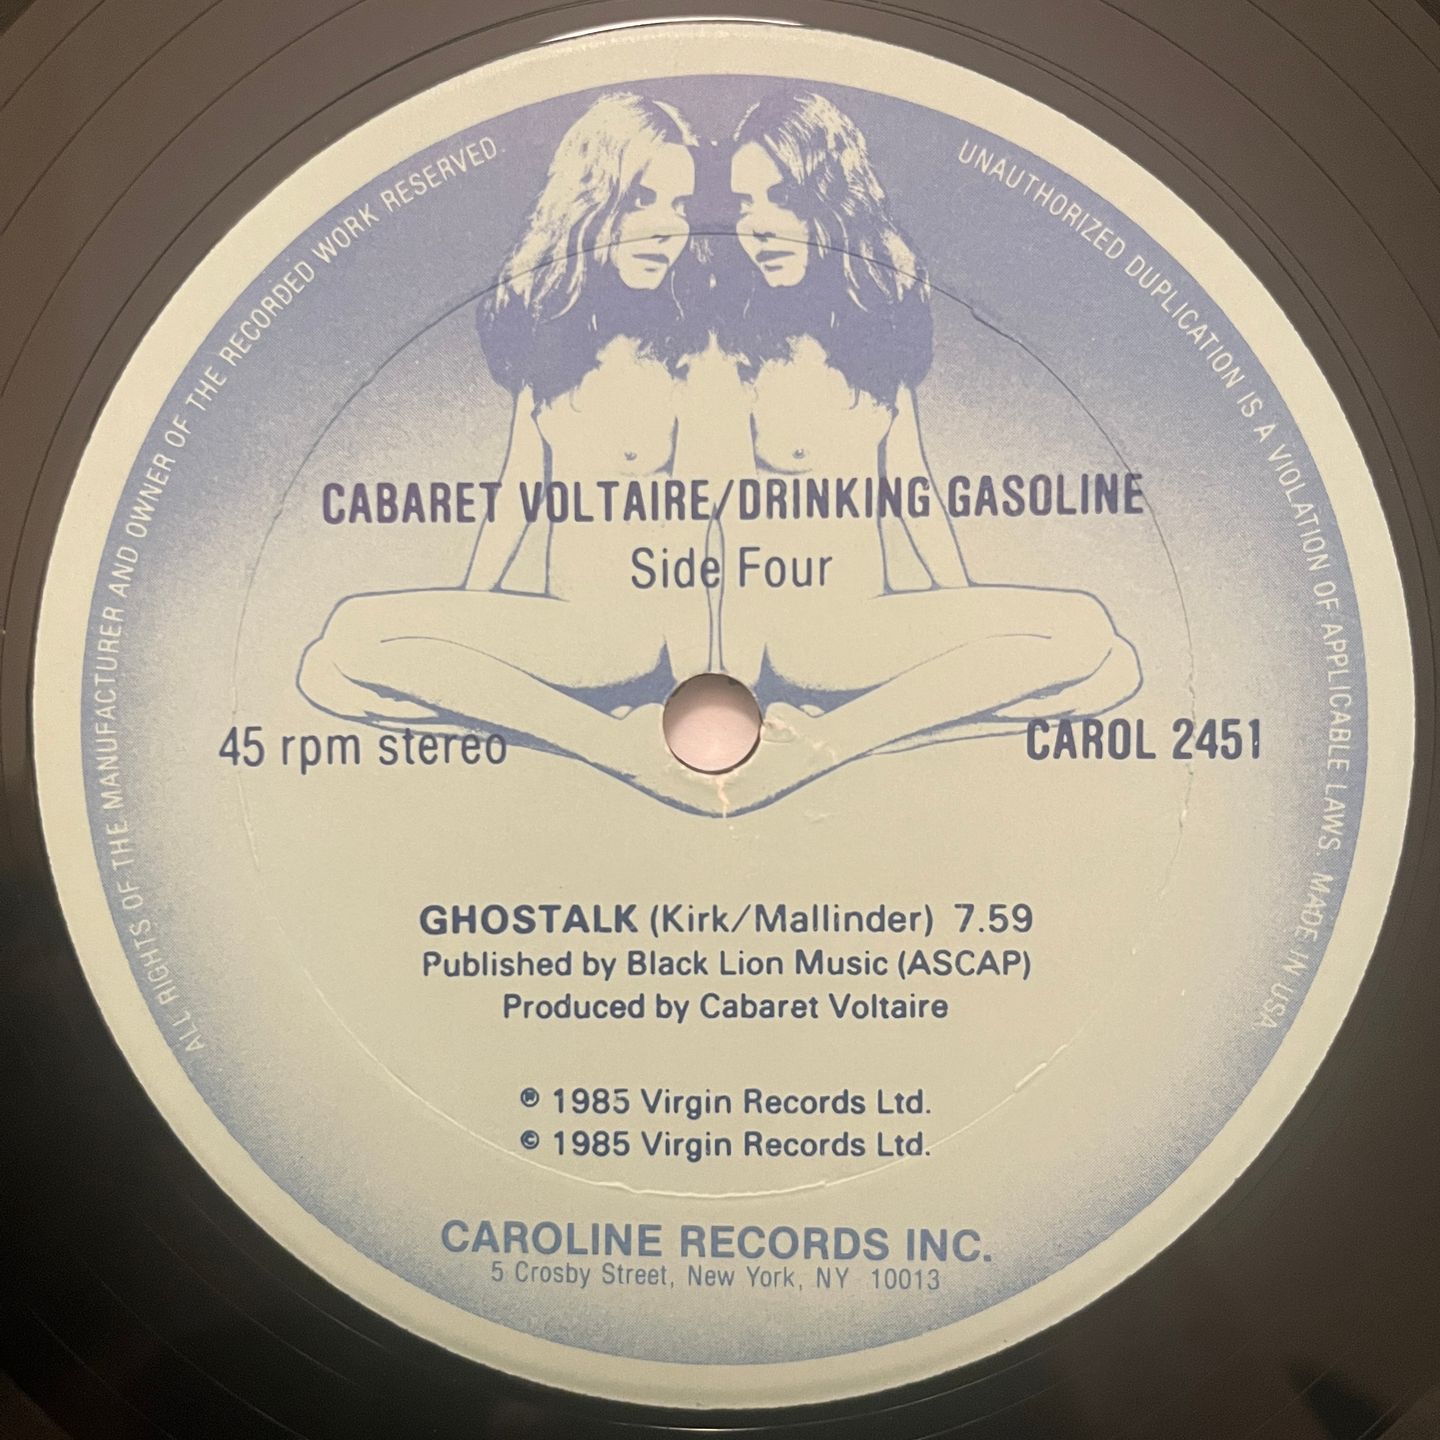 ALL RIGHTS OF THE MANUFACTURER AND OWNER OF THE RECORDED WORK RESERVED.
UNAUTHORIZED DUPLICATION IS A VIOLATION OF APPLICABLE LAWS. MADE IN USA
CABARET VOLTAIRE/DRINKING GASOLINE
Side Four
45 rpm stereo
CAROL 2451
GHOSTALK (Kirk/Mallinder) 7.59
Published by Black Lion Music (ASCAP)
Produced by Cabaret Voltaire
® 1985 Virgin Records Ltd.
© 1985 Virgin Records Ltd.
CAROLINE RECORDS INC.
5 Crosby Street, New York, NY 10013